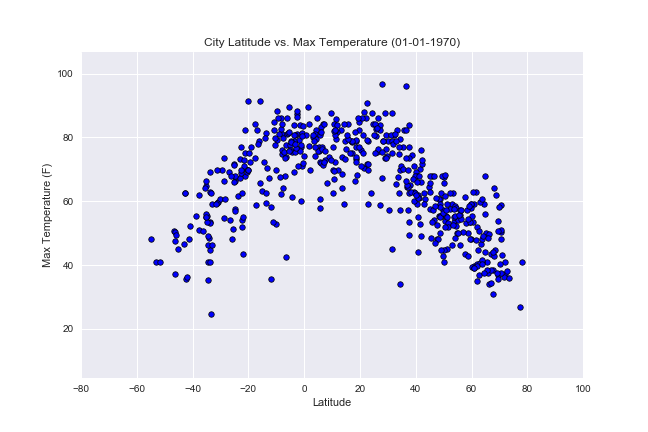 City Latitude vs. Max Temperature (01-01-1970)
Max Temperature (F)
100
80
60
40
20
−80 −60 −40 −20 0 20 40 60 80 100
Latitude